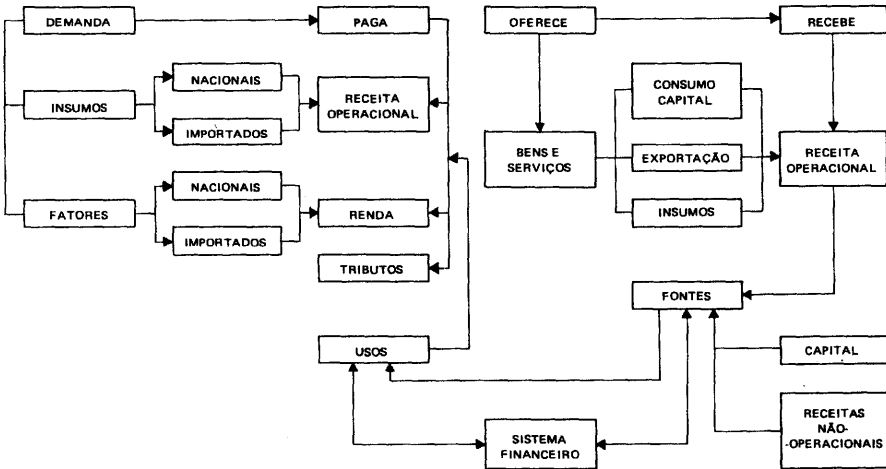 DEMANDA
PAGA
OFERECE
RECEBE
NACIONAIS
INSUMOS
IMPORTADOS
RECEITA
OPERACIONAL
CONSUMO
CAPITAL
BENS E
SERVIÇOS
EXPORTAÇÃO
INSUMOS
RECEITA
OPERACIONAL
NACIONAIS
FATORES
IMPORTADOS
RENDA
TRIBUTOS
FONTES
USOS
CAPITAL
SISTEMA
FINANCEIRO
RECEITAS
NÃO-
-OPERACIONAIS